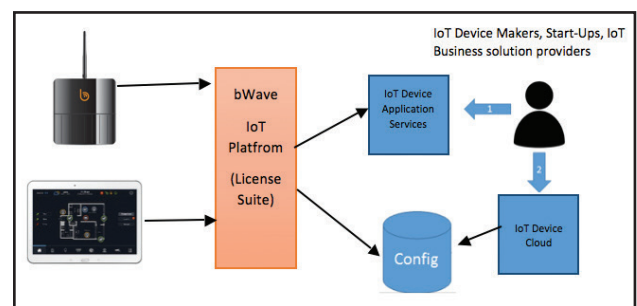 IoT Device Makers, Start-Ups, IoT
Business solution providers
bWave
IoT
Platfrom
(License
Suite)
IoT Device
Application
Services
1
2
IoT Device
Cloud
Config